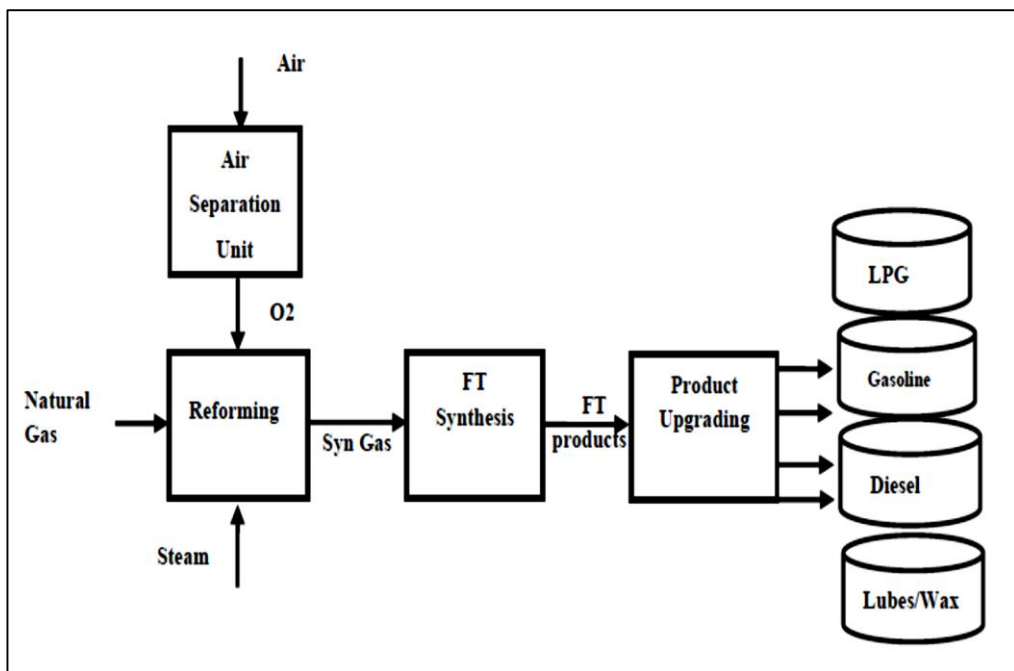 Air
Air
Separation
Unit
O2
Natural
Gas
Reforming
Steam
Syn Gas
FT
Synthesis
FT
products
Product
Upgrading
LPG
Gasoline
Diesel
Lubes/Wax